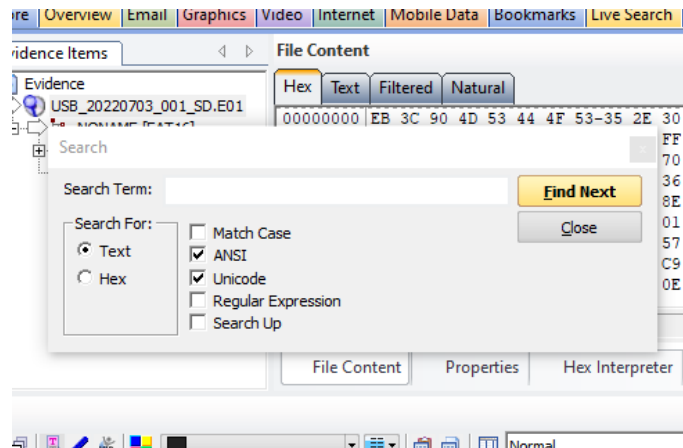 ore Overview Email Graphics Video Internet Mobile Data Bookmarks Live Search
vidence Items
File Content
Evidence
Hex Text Filtered Natural
USB_20220703_001_SD.E01
00000000 EB 3C 90 4D 53 44 4F 53-35 2E 30
NONAME [FAT16]
FF
Search
70
Search Term:
Find Next
36
8E
Search For:
Match Case
Close
01
Text
ANSI
57
Hex
Unicode
C9
Regular Expression
0E
Search Up
File Content Properties Hex Interpreter
Normal